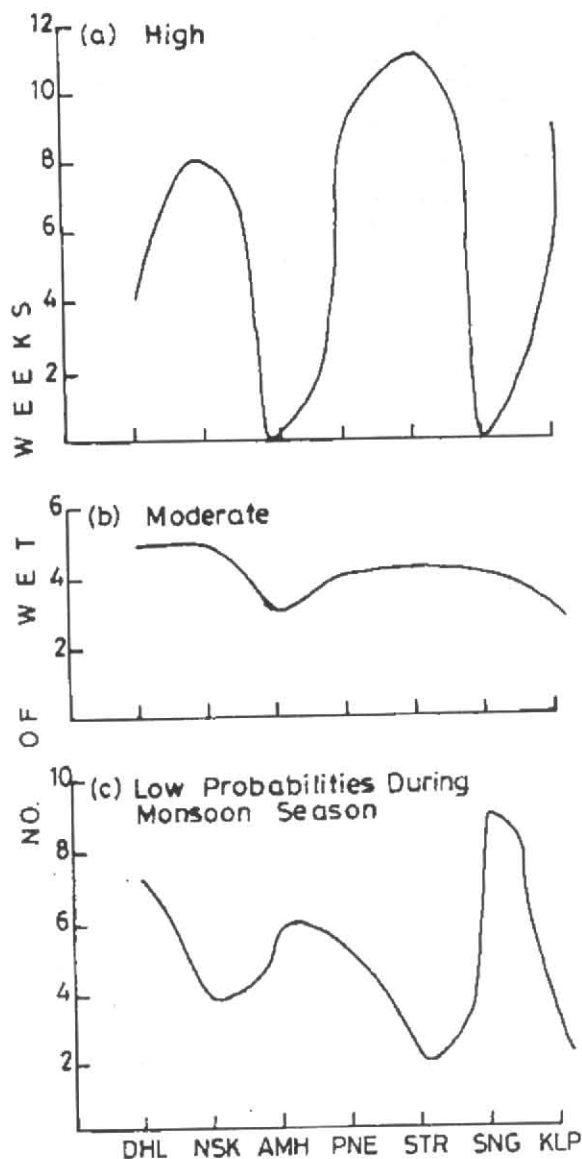 NO. OF WET WEEKS
(a) High
12
10
8
6
4
2
(b) Moderate
6
4
2
(c) Low Probabilities During
Monsoon Season
10
8
6
4
2
DHL NSK AMH PNE STR SNG KLP